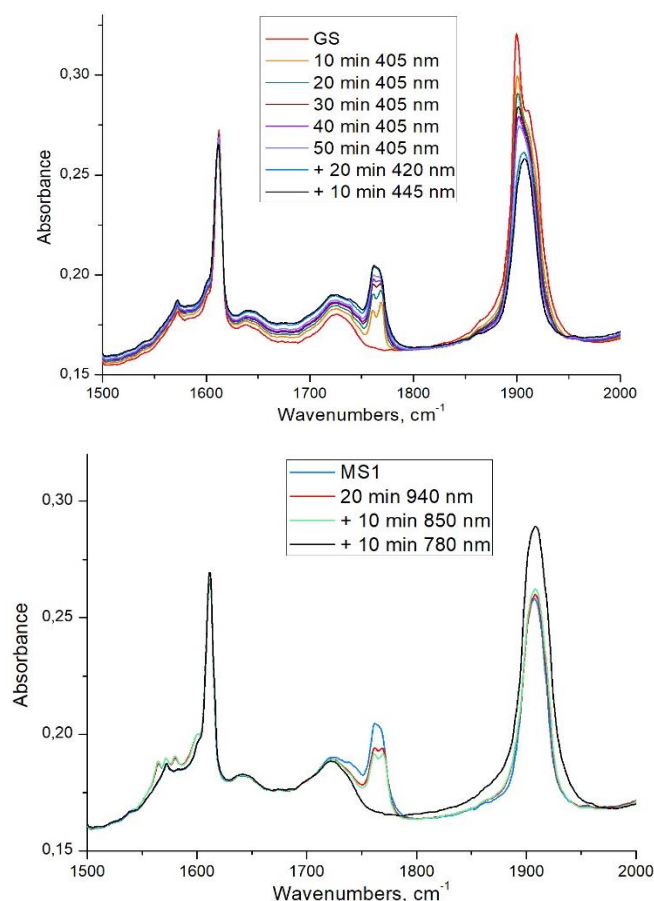 GS
10 min 405 nm
20 min 405 nm
30 min 405 nm
40 min 405 nm
50 min 405 nm
+ 20 min 420 nm
+ 10 min 445 nm
Absorbance
0,30
0,25
0,20
0,15
1500 1600 1700 1800 1900 2000
Wavenumbers, cm-1
MS1
20 min 940 nm
+ 10 min 850 nm
+ 10 min 780 nm
Absorbance
0,30
0,25
0,20
0,15
1500 1600 1700 1800 1900 2000
Wavenumbers, cm-1